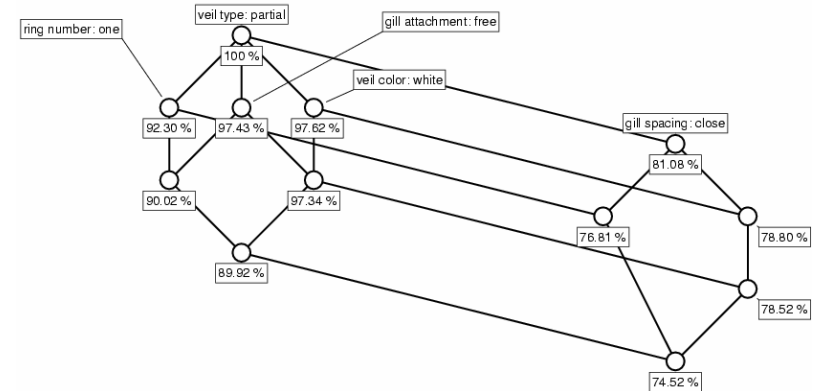 veil type: partial
gill attachment: free
ring number: one
100 %
veil color: white
92.30 %
97.43 %
97.62 %
gill spacing: close
81.08 %
90.02 %
97.34 %
76.81 %
78.80 %
89.92 %
78.52 %
74.52 %